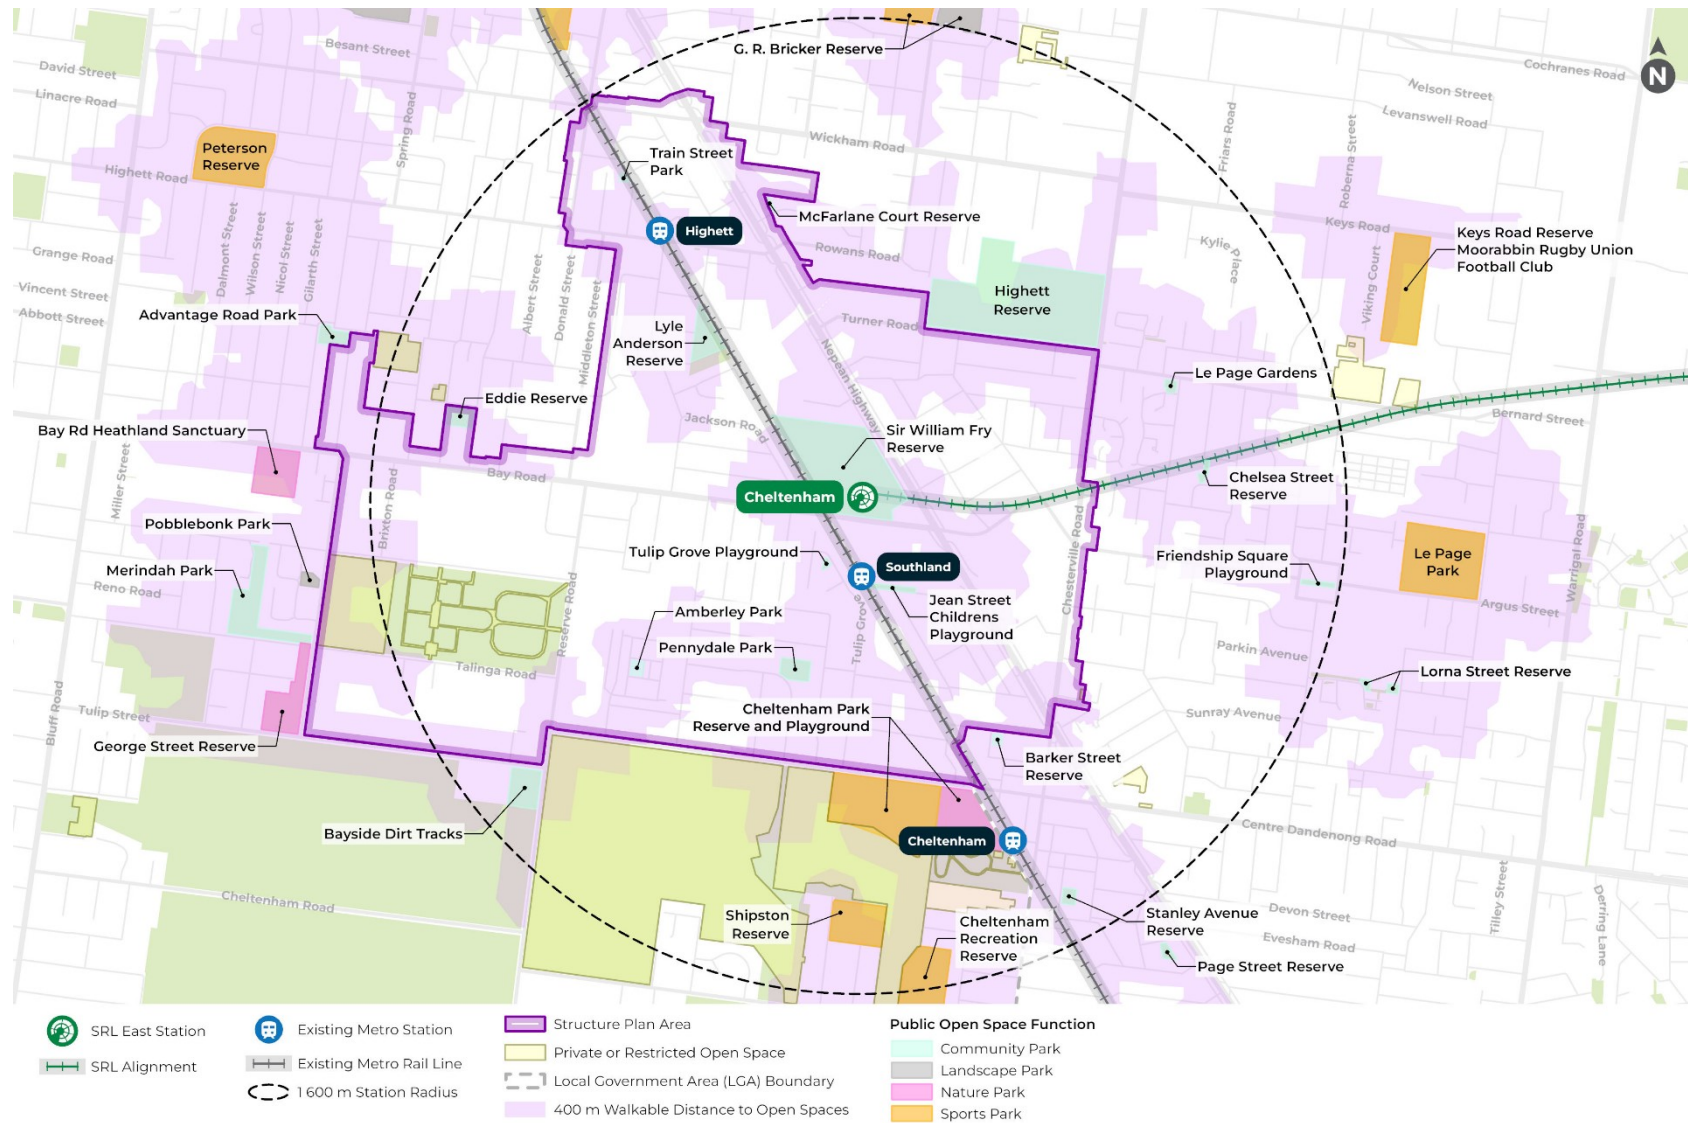 G. R. Bricker Reserve
N
Besant Street
David Street
Linacre Road
Spring Road
Cochranes Road
Nelson Street
Levanswell Road
Friars Road
Roberna Street
Wickham Road
Peterson
Reserve
Highett Road
Train Street
Park
McFarlane Court Reserve
Highett
Rowans Road
Keys Road
Kylie Place
Keys Road Reserve
Moorabbin Rugby Union
Football Club
Viking Court
Grange Road
Vincent Street
Abbott Street
Dalmont Street
Wilson Street
Nicol Street
Gilarth Street
Albert Street
Donald Street
Middleton Street
Highett
Reserve
Advantage Road Park
Lyle
Anderson
Reserve
Turner Road
Nepean Highway
Le Page Gardens
Bernard Street
Eddie Reserve
Jackson Road
Sir William Fry
Reserve
Bay Rd Heathland Sanctuary
Miller Street
Bay Road
Cheltenham
Chelsea Street
Reserve
Brixton Road
Pobblebonk Park
Merindah Park
Reno Road
Tulip Grove Playground
Southland
Jean Street
Childrens
Playground
Chesterville Road
Friendship Square
Playground
Le Page
Park
Argus Street
Warrigal Road
Reserve Road
Amberley Park
Pennydale Park
Tulip Grove
Talinga Road
Parkin Avenue
Lorna Street Reserve
Bluff Road
Tulip Street
George Street Reserve
Cheltenham Park
Reserve and Playground
Sunray Avenue
Barker Street
Reserve
Bayside Dirt Tracks
Cheltenham
Centre Dandenong Road
Cheltenham Road
Shipston
Reserve
Cheltenham
Recreation
Reserve
Stanley Avenue
Reserve
Devon Street
Evesham Road
Tilley Street
Derring Lane
Page Street Reserve
SRL East Station
SRL Alignment
Existing Metro Station
Existing Metro Rail Line
1 600 m Station Radius
Structure Plan Area
Private or Restricted Open Space
Local Government Area (LGA) Boundary
400 m Walkable Distance to Open Spaces
Public Open Space Function
Community Park
Landscape Park
Nature Park
Sports Park